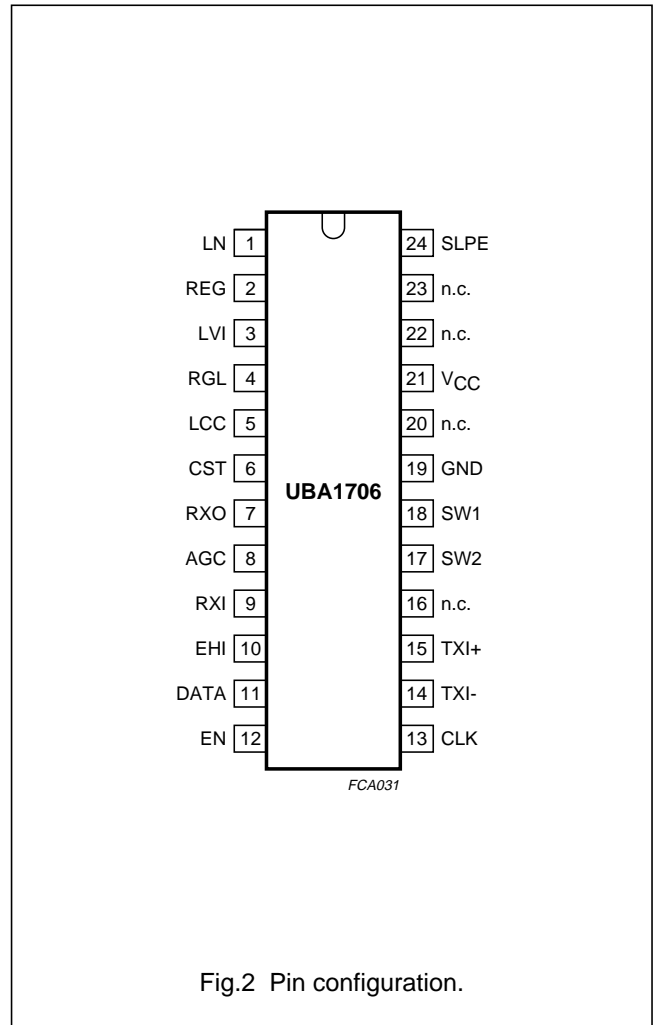 LN 1 24 SLPE
REG 2 23 n.c.
LVI 3 22 n.c.
RGL 4 21 VCC
LCC 5 20 n.c.
CST 6 19 GND
UBA1706
RXO 7 18 SW1
AGC 8 17 SW2
RXI 9 16 n.c.
EHI 10 15 TXI+
DATA 11 14 TXI-
EN 12 13 CLK
FCA031
Fig.2 Pin configuration.